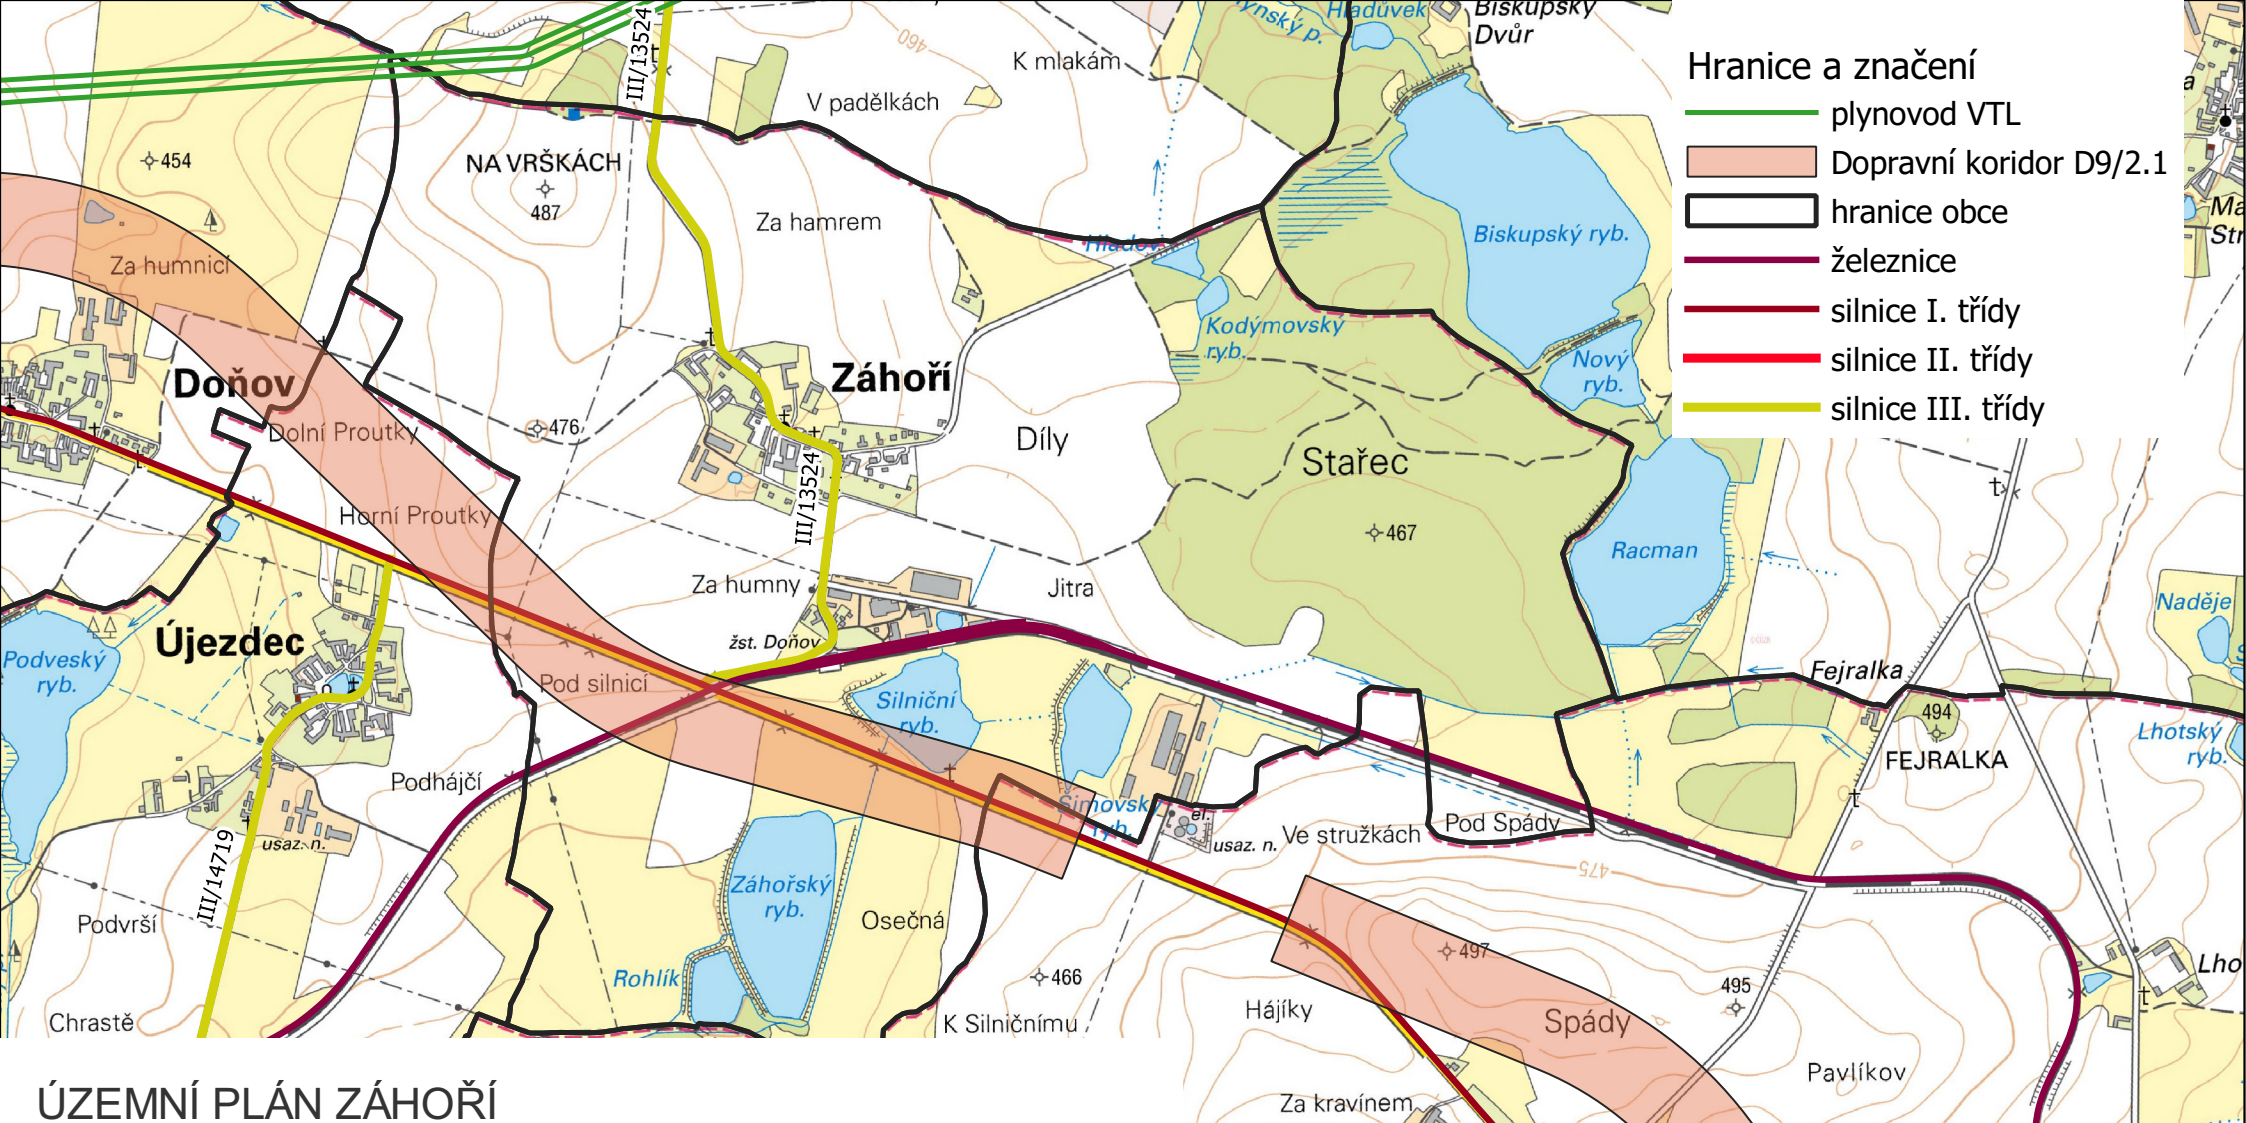 Hladůvek
Biskupský
Dvůr
K mlakám
460
III/13524
V padělkách
Hranice a značení
plynovod VTL
Dopravní koridor D9/2.1
hranice obce
železnice
silnice I. třídy
silnice II. třídy
silnice III. třídy
454
NA VRŠKÁCH
487
Za hamrem
Za humnicí
Biskupský ryb.
Kodýmovský
ryb.
Nový
ryb.
Doňov
Záhoří
Dolní Proutky
476
Díly
Stařec
III/13524
Horní Proutky
467
Racman
Za humny
Jitra
Naděje
Újezdec
žst. Doňov
Podveský
ryb.
Pod silnicí
Silniční
ryb.
Fejralka
494
FEJRALKA
Lhotský
ryb.
Podhájčí
Šimovský
ryb.
el.
usaz. n.
Ve stružkách
Pod Spády
usaz. n.
III/14719
475
Záhořský
ryb.
Podvrší
Osečná
497
Rohlík
466
495
Lho
Chrastě
K Silničnímu
Hájíky
Spády
Pavlíkov
Za kravínem
ÚZEMNÍ PLÁN ZÁHOŘÍ